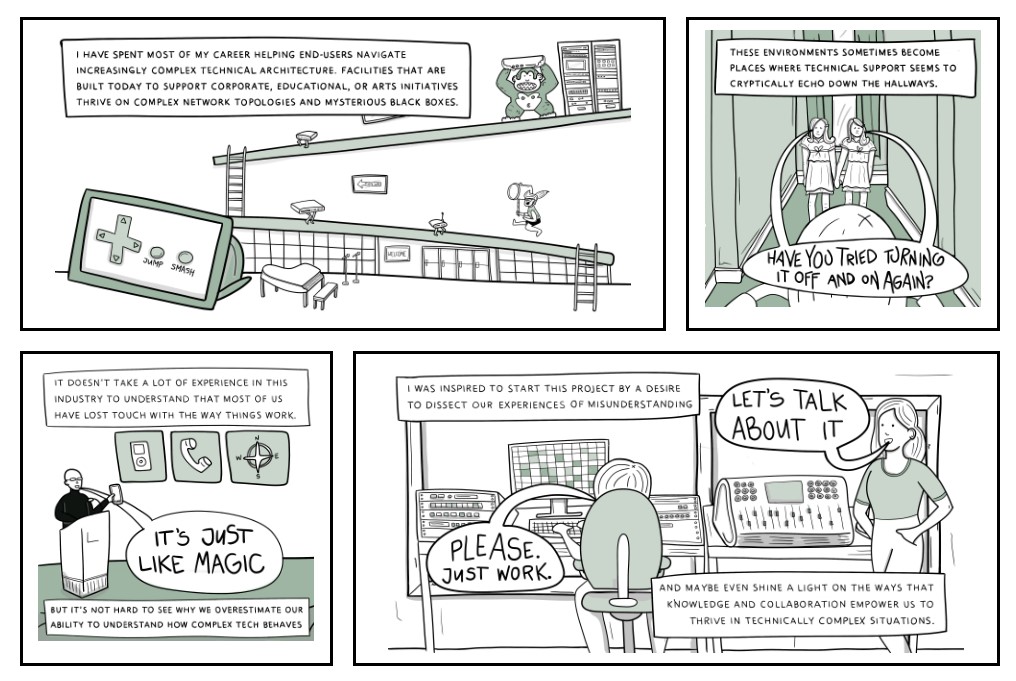 I HAVE SPENT MOST OF MY CAREER HELPING END-USERS NAVIGATE
INCREASINGLY COMPLEX TECHNICAL ARCHITECTURE. FACILITIES THAT ARE
BUILT TODAY TO SUPPORT CORPORATE, EDUCATIONAL, OR ARTS INITIATIVES
THRIVE ON COMPLEX NETWORK TOPOLOGIES AND MYSTERIOUS BLACK BOXES.
WELCOME
JUMP
SMASH
THESE ENVIRONMENTS SOMETIMES BECOME
PLACES WHERE TECHNICAL SUPPORT SEEMS TO
CRYPTICALLY ECHO DOWN THE HALLWAYS.
HAVE YOU TRIED TURNING
IT OFF AND ON AGAIN?
IT DOESN'T TAKE A LOT OF EXPERIENCE IN THIS
INDUSTRY TO UNDERSTAND THAT MOST OF US
HAVE LOST TOUCH WITH THE WAY THINGS WORK.
N
W E
S
IT'S JUST
LIKE MAGIC
BUT IT'S NOT HARD TO SEE WHY WE OVERESTIMATE OUR
ABILITY TO UNDERSTAND HOW COMPLEX TECH BEHAVES
I WAS INSPIRED TO START THIS PROJECT BY A DESIRE
TO DISSECT OUR EXPERIENCES OF MISUNDERSTANDING
LET'S TALK
ABOUT IT
PLEASE.
JUST WORK.
AND MAYBE EVEN SHINE A LIGHT ON THE WAYS THAT
KNOWLEDGE AND COLLABORATION EMPOWER US TO
THRIVE IN TECHNICALLY COMPLEX SITUATIONS.